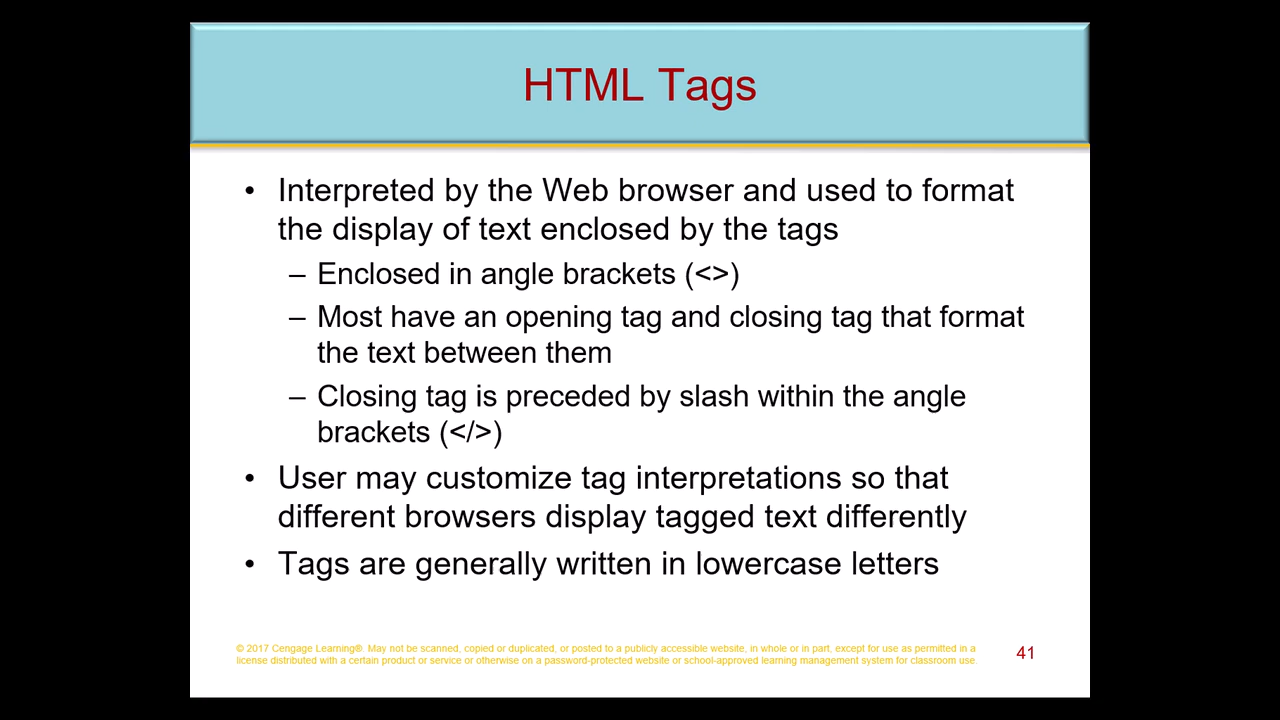 HTML Tags
• Interpreted by the Web browser and used to format
the display of text enclosed by the tags
– Enclosed in angle brackets (<>)
– Most have an opening tag and closing tag that format
the text between them
– Closing tag is preceded by slash within the angle
brackets (</>)
• User may customize tag interpretations so that
different browsers display tagged text differently
• Tags are generally written in lowercase letters
© 2017 Cengage Learning®. May not be scanned, copied or duplicated, or posted to a publicly accessible website, in whole or in part, except for use as permitted in a
license distributed with a certain product or service or otherwise on a password-protected website or school-approved learning management system for classroom use.
41